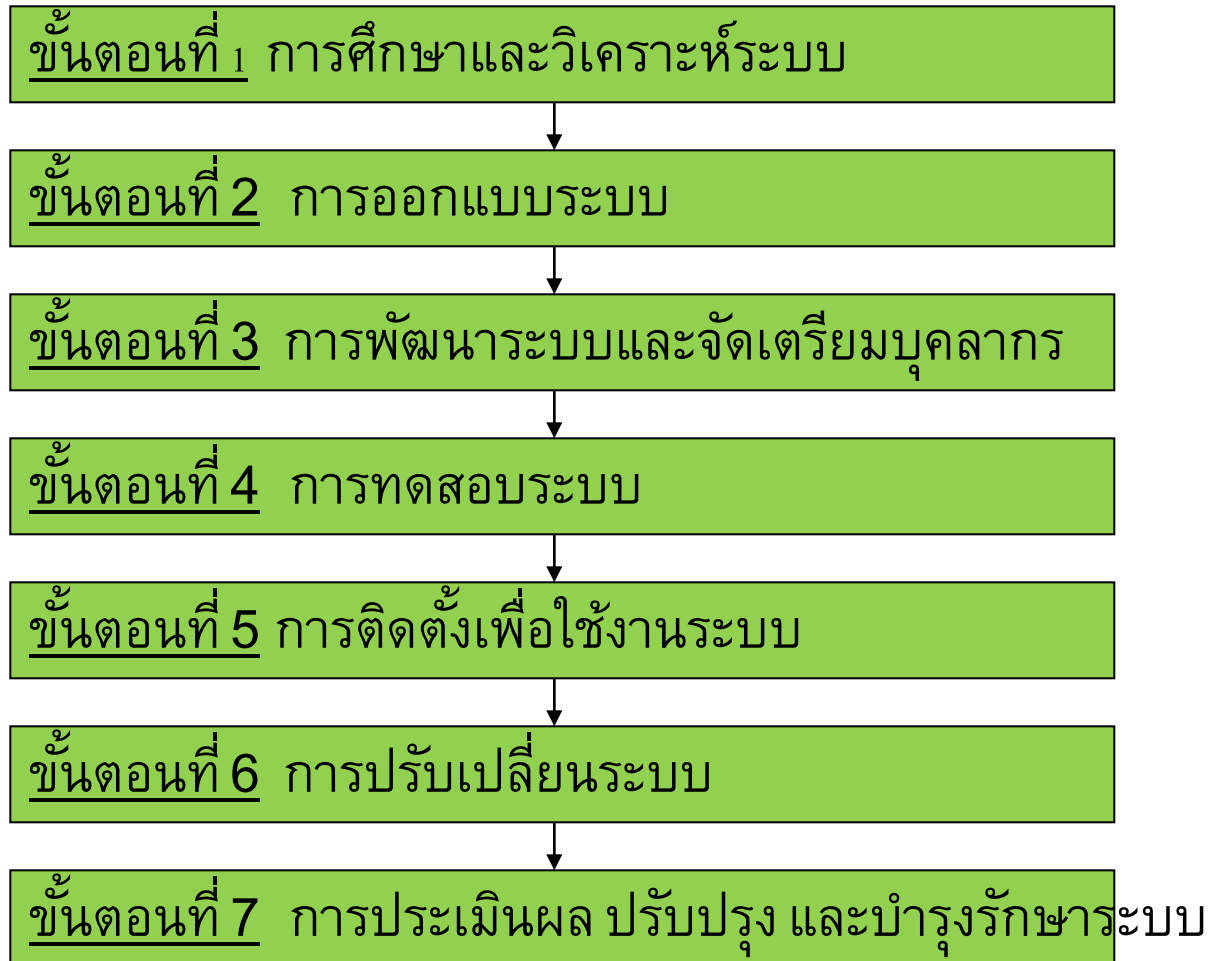 ขั้นตอนที่ 1 การศึกษาและวิเคราะห์ระบบ
ขั้นตอนที่ 2 การออกแบบระบบ
ขั้นตอนที่ 3 การพัฒนาระบบและจัดเตรียมบุคลากร
ขั้นตอนที่ 4 การทดสอบระบบ
ขั้นตอนที่ 5 การติดตั้งเพื่อใช้งานระบบ
ขั้นตอนที่ 6 การปรับเปลี่ยนระบบ
ขั้นตอนที่ 7 การประเมินผล ปรับปรุง และบำรุงรักษาระบบ